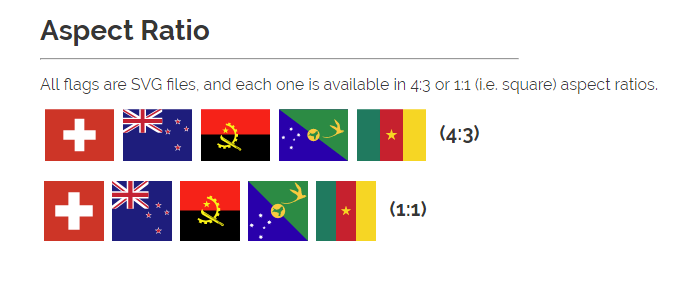 Aspect Ratio
All flags are SVG files, and each one is available in 4:3 or 1:1 (i.e. square) aspect ratios.
(4:3)
(1:1)